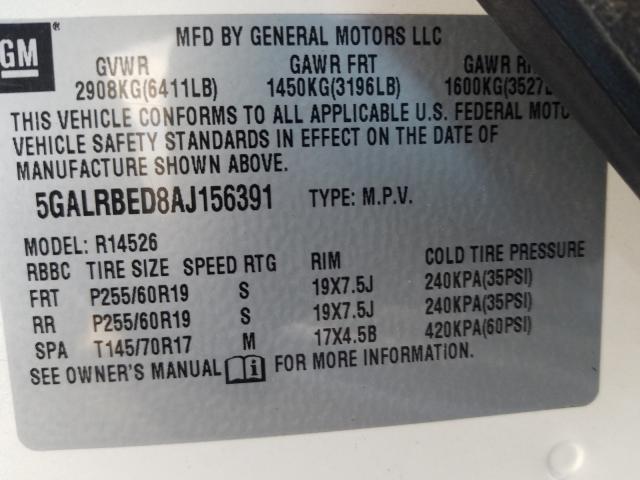 GM ®
MFD BY GENERAL MOTORS LLC
GVWR GAWR FRT GAWR
2908KG(6411LB) 1450KG(3196LB) 1600KG(3527
THIS VEHICLE CONFORMS TO ALL APPLICABLE U.S. FEDERAL
VEHICLE SAFETY STANDARDS IN EFFECT ON THE DATE OF
MANUFACTURE SHOWN ABOVE.
5GALRBED8AJ156391 TYPE: M.P.V.
MODEL: R14526
RBBC TIRE SIZE SPEED RTG RIM COLD TIRE PRESSURE
FRT P255/60R19 S 19X7.5J 240KPA(35PSI)
RR P255/60R19 S 19X7.5J 240KPA(35PSI)
SPA T145/70R17 M 17X4.5B 420KPA(60PSI)
SEE OWNER'S MANUAL i FOR MORE INFORMATION.